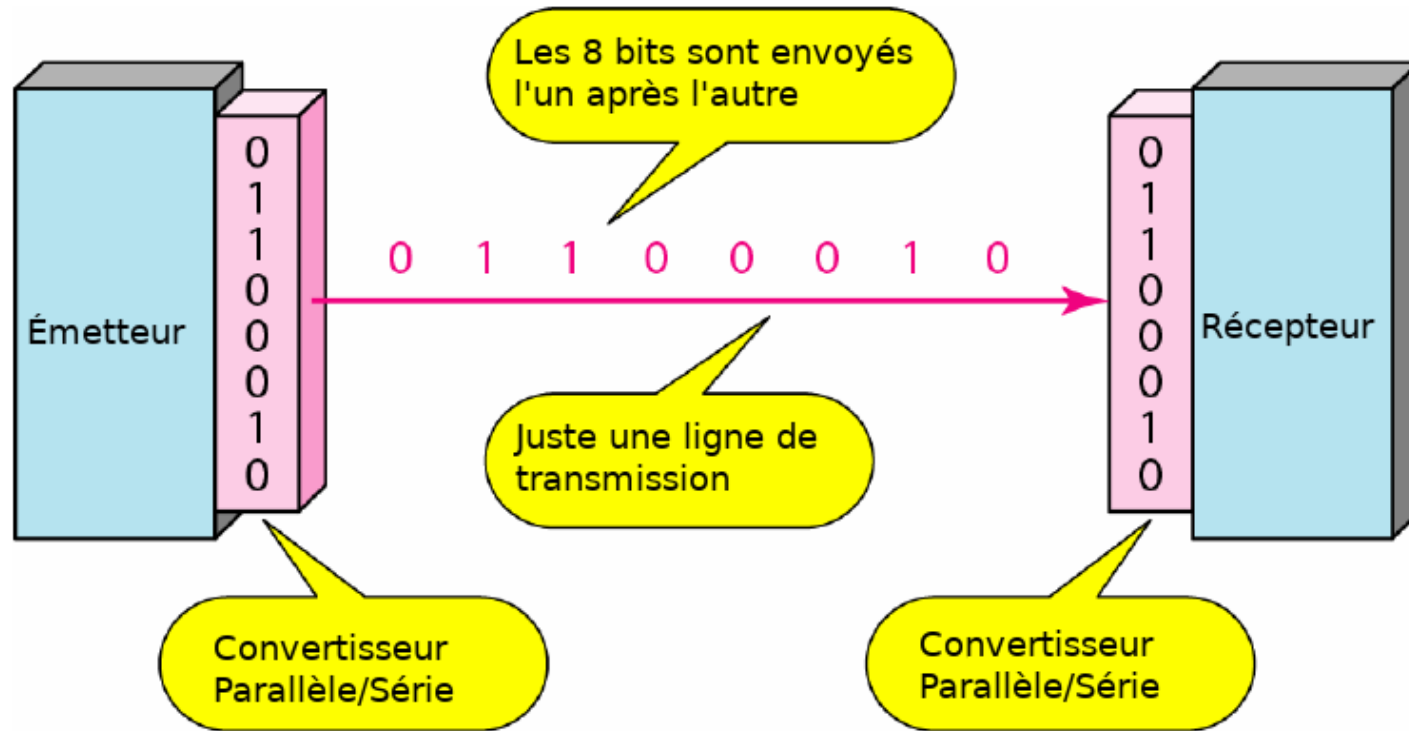 Les 8 bits sont envoyés
l'un après l'autre
0
1
1
0
0
0
1
0
Émetteur
0 1 1 0 0 0 1 0
0
1
1
0
0
0
1
0
Récepteur
Juste une ligne de
transmission
Convertisseur
Parallèle/Série
Convertisseur
Parallèle/Série